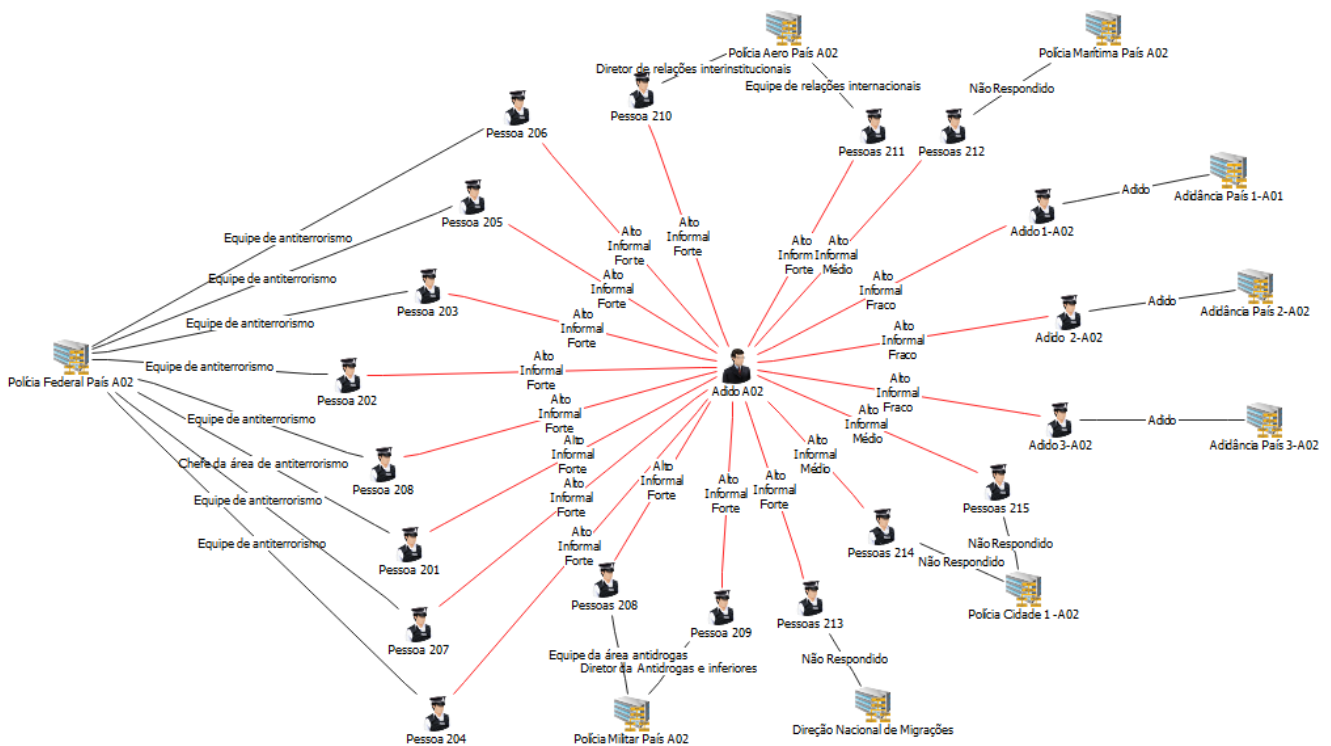 Polícia Aero País A02
Polícia Marítima País A02
Diretor de relações interinstitucionais
Equipe de relações internacionais
Não Respondido
Pessoa 206
Pessoa 210
Pessoas 211
Pessoas 212
Adido
Adidância País 1-A01
Pessoa 205
Adido 1-A02
Equipe de antiterrorismo
Alto
Informal
Forte
Alto
Informal
Forte
Alto
Inform
Forte
Alto
Informal
Médio
Equipe de antiterrorismo
Alto
Informal
Forte
Alto
Informal
Fraco
Adido
Adidância País 2-A02
Pessoa 203
Adido 2-A02
Equipe de antiterrorismo
Alto
Informal
Forte
Alto
Informal
Fraco
Polícia Federal País A02
Equipe de antiterrorismo
Pessoa 202
Alto
Informal
Forte
Adido A02
Alto
Informal
Fraco
Adido
Adido 3-A02
Adidância País 3-A02
Equipe de antiterrorismo
Alto
Informal
Forte
Alto
Informal
Médio
Chefe da área de antiterrorismo
Pessoa 208
Alto
Informal
Forte
Alto
Informal
Médio
Equipe de antiterrorismo
Alto
Informal
Forte
Alto
Informal
Forte
Alto
Informal
Forte
Alto
Informal
Forte
Pessoas 215
Equipe de antiterrorismo
Pessoa 201
Alto
Informal
Forte
Pessoas 214
Não Respondido
Não Respondido
Pessoas 208
Pessoa 209
Pessoas 213
Polícia Cidade 1 -A02
Pessoa 207
Equipe da área antidrogas
Diretor da Antidrogas e inferiores
Não Respondido
Pessoa 204
Polícia Militar País A02
Direção Nacional de Migrações